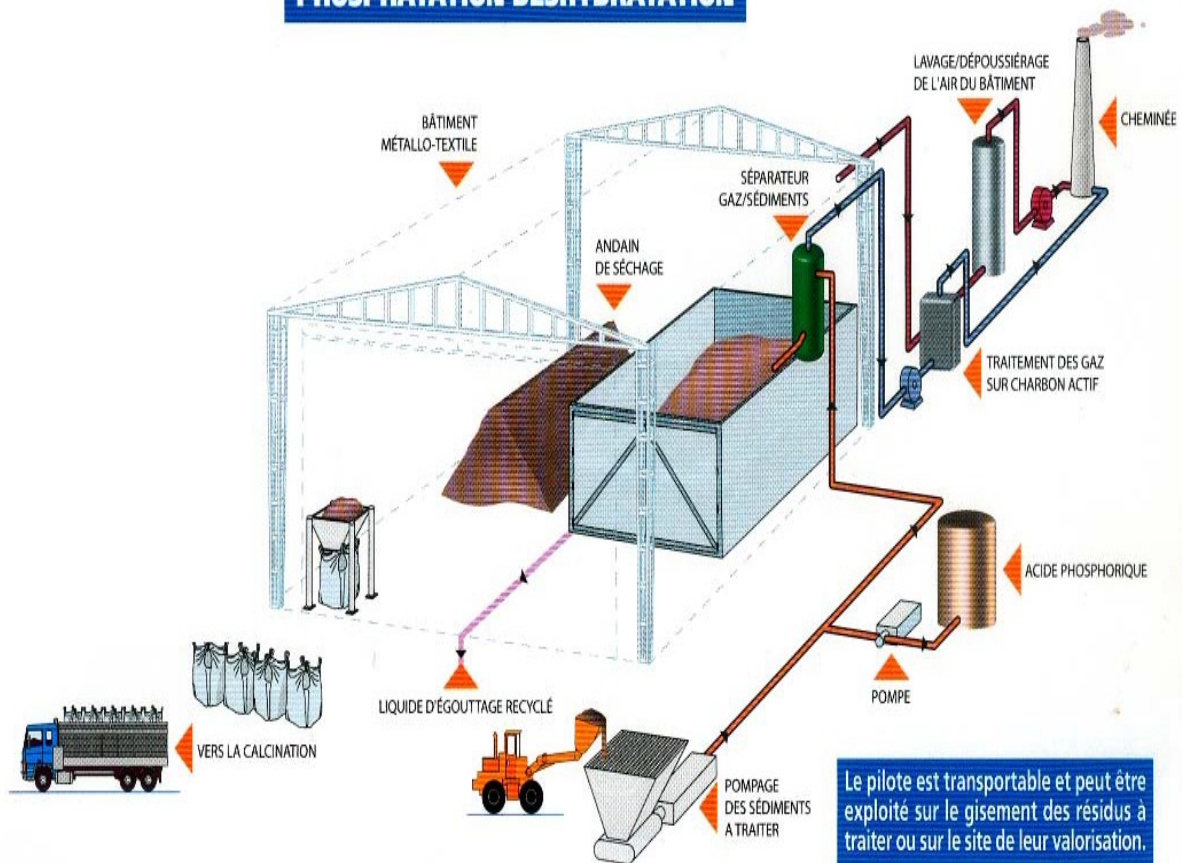 PHOSPHATATION-DÉSHYDRATATION
LAVAGE/DÉPOUSSIÉRAGE
DE L'AIR DU BÂTIMENT
CHEMINÉE
BÂTIMENT
MÉTALLO-TEXTILE
SÉPARATEUR
GAZ/SÉDIMENTS
ANDAIN
DE SÉCHAGE
TRAITEMENT DES GAZ
SUR CHARBON ACTIF
ACIDE PHOSPHORIQUE
POMPE
LIQUIDE D'ÉGOUTTAGE RECYCLÉ
VERS LA CALCINATION
POMPAGE
DES SÉDIMENTS
A TRAITER
Le pilote est transportable et peut être
exploité sur le gisement des résidus à
traiter ou sur le site de leur valorisation.